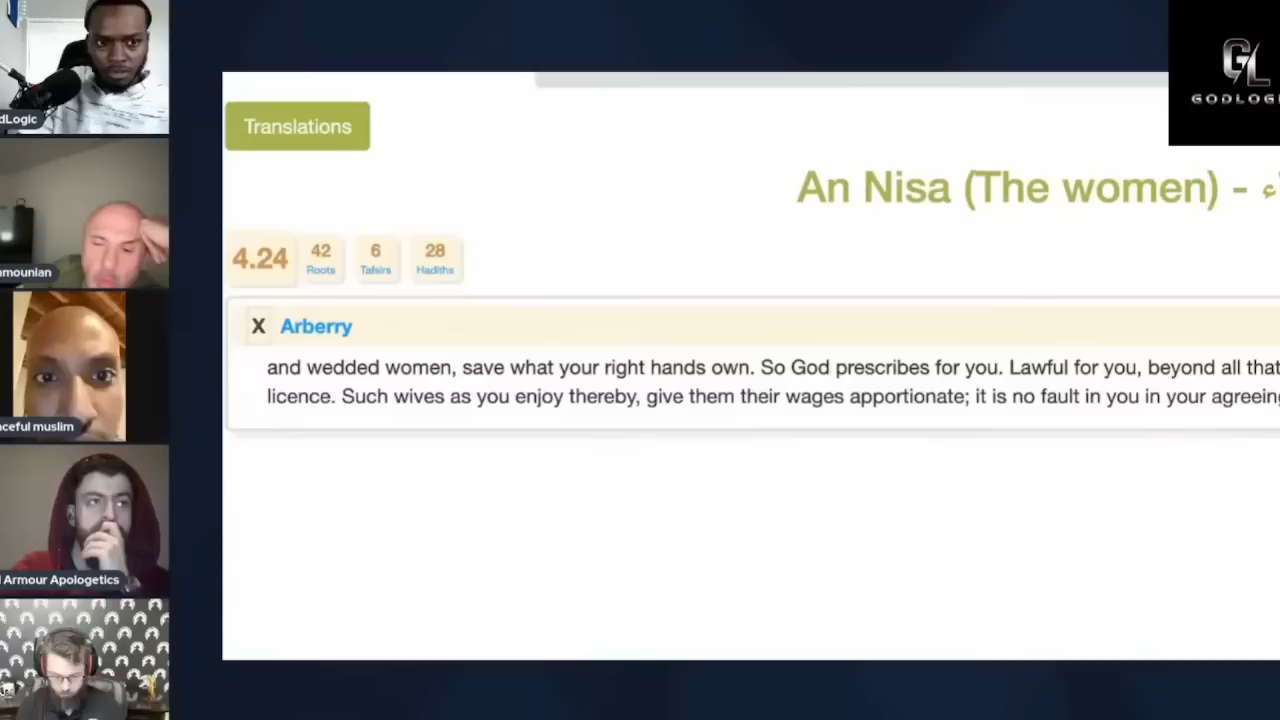 dLogic
GL
GODLOGI
Translations
An Nisa (The women) -
4.24
42
Roots
6
Tafsirs
28
Hadiths
amounian
X Arberry
and wedded women, save what your right hands own. So God prescribes for you. Lawful for you, beyond all that
licence. Such wives as you enjoy thereby, give them their wages apportionate; it is no fault in you in your agreeing
aceful muslim
l Armour Apologetics